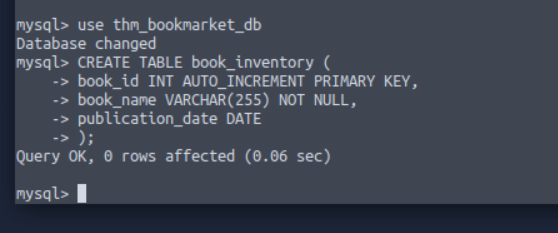 mysql> use thm_bookmarket_db
Database changed
mysql> CREATE TABLE book_inventory (
    -> book_id INT AUTO_INCREMENT PRIMARY KEY,
    -> book_name VARCHAR(255) NOT NULL,
    -> publication_date DATE
    -> );
Query OK, 0 rows affected (0.06 sec)
mysql>